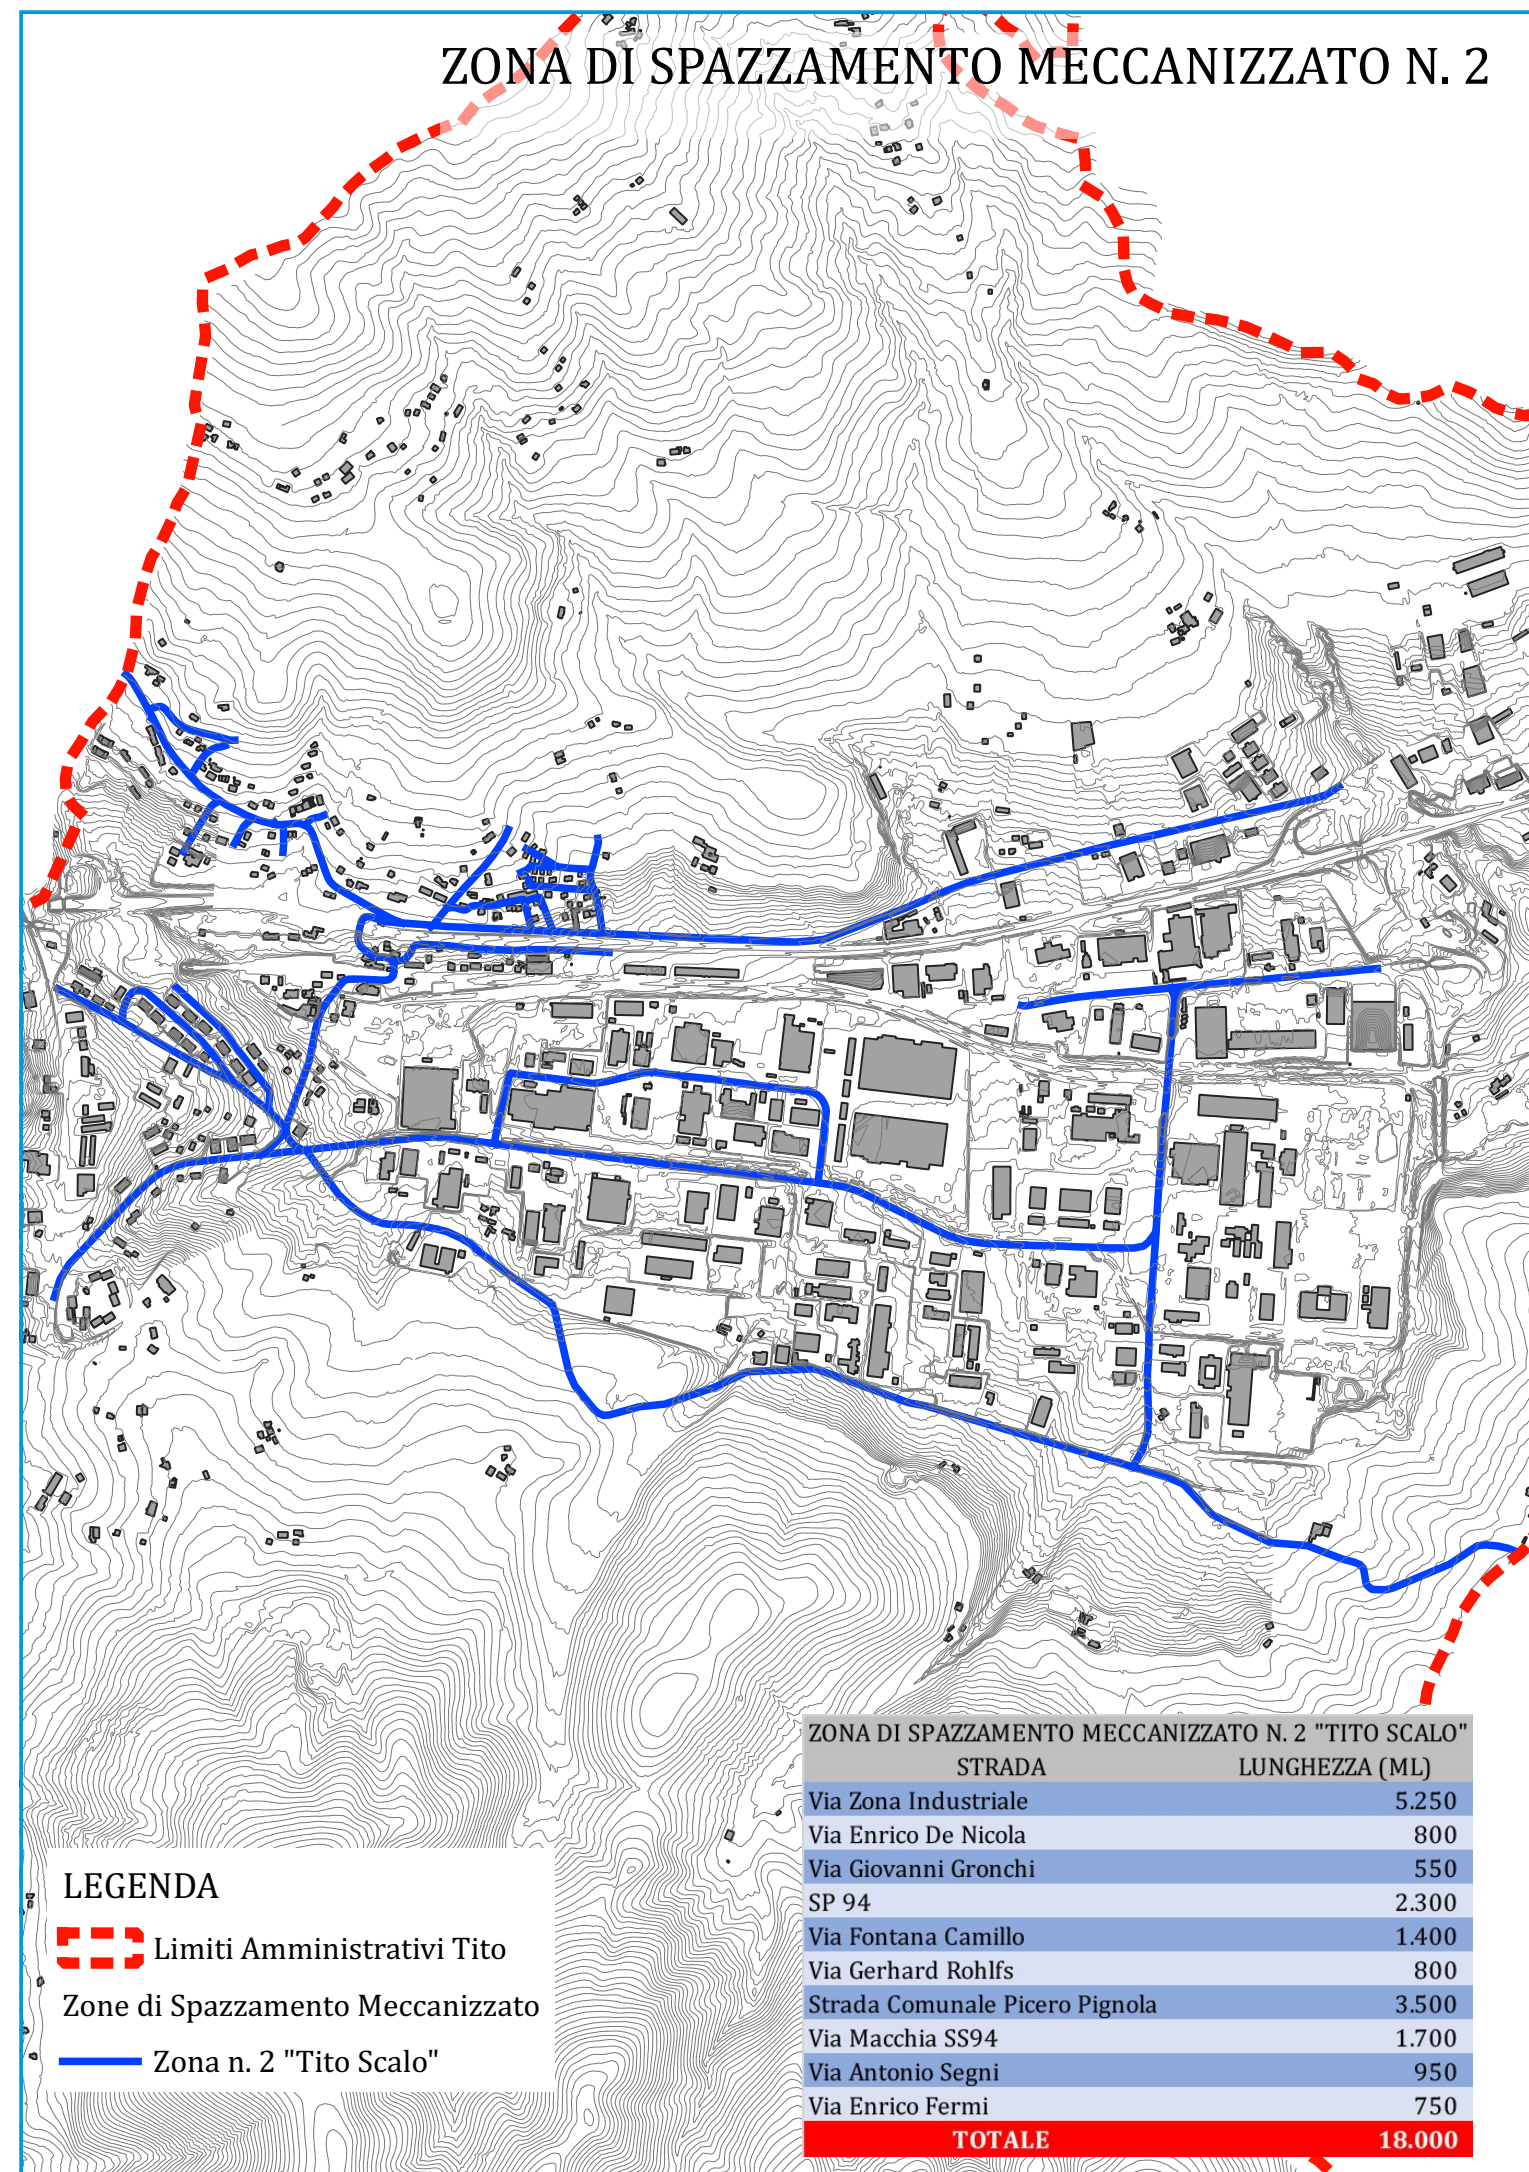 ZONA DI SPAZZAMENTO MECCANIZZATO N. 2
ZONA DI SPAZZAMENTO MECCANIZZATO N. 2 "TITO SCALO"
STRADA LUNGHEZZA (ML)
Via Zona Industriale 5.250
Via Enrico De Nicola 800
Via Giovanni Gronchi 550
SP 94 2.300
Via Fontana Camillo 1.400
Via Gerhard Rohlfs 800
Strada Comunale Picero Pignola 3.500
Via Macchia SS94 1.700
Via Antonio Segni 950
Via Enrico Fermi 750
TOTALE 18.000
LEGENDA
Limiti Amministrativi Tito
Zone di Spazzamento Meccanizzato
Zona n. 2 "Tito Scalo"